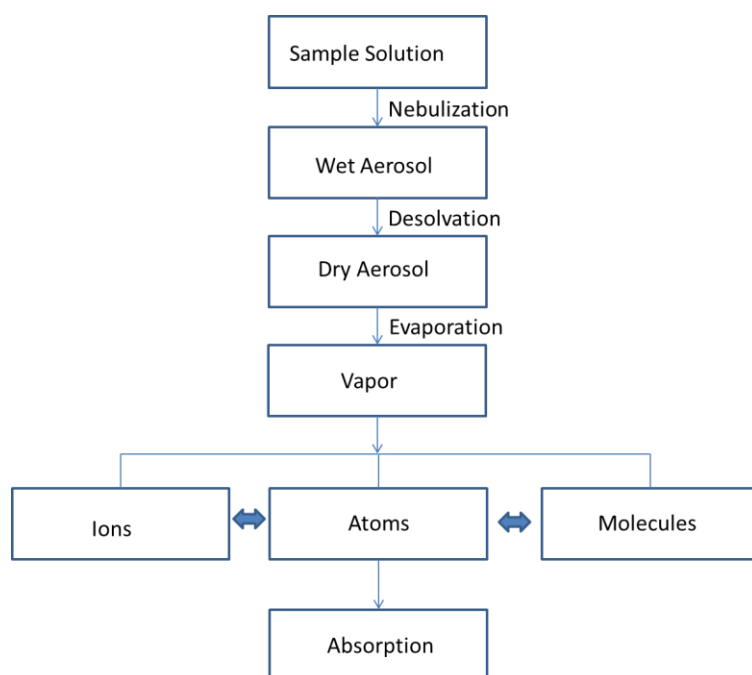 Sample Solution
Nebulization
Wet Aerosol
Desolvation
Dry Aerosol
Evaporation
Vapor
Ions
Atoms
Molecules
Absorption